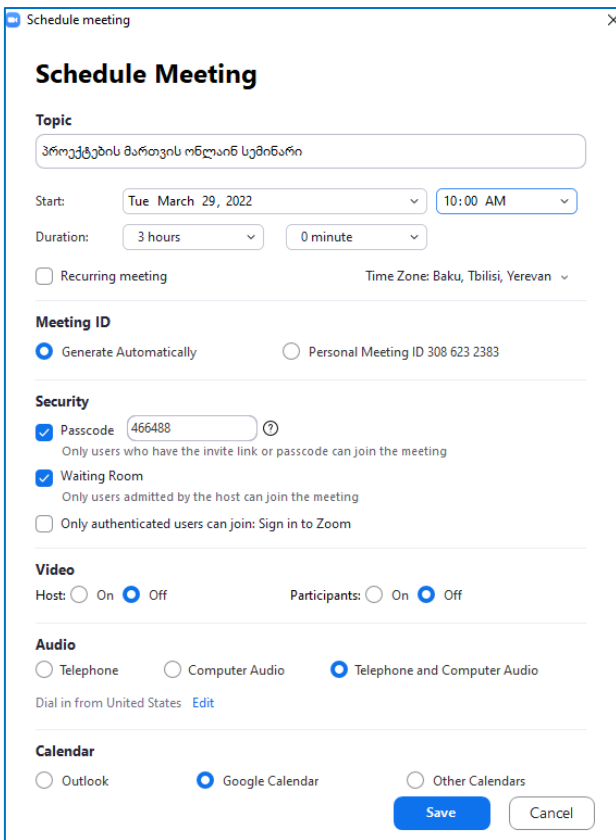 Schedule meeting
Schedule Meeting
Topic
პროექტების მართვის ონლაინ სემინარი
Start: Tue March 29, 2022 10:00 AM
Duration: 3 hours 0 minute
Recurring meeting Time Zone: Baku, Tbilisi, Yerevan
Meeting ID
Generate Automatically Personal Meeting ID 308 623 2383
Security
Passcode 466488 ?
Only users who have the invite link or passcode can join the meeting
Waiting Room
Only users admitted by the host can join the meeting
Only authenticated users can join: Sign in to Zoom
Video
Host: On Off Participants: On Off
Audio
Telephone Computer Audio Telephone and Computer Audio
Dial in from United States Edit
Calendar
Outlook Google Calendar Other Calendars
Save Cancel